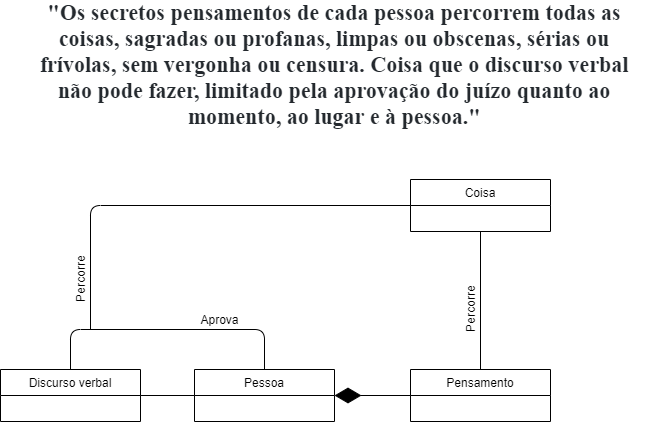 "Os secretos pensamentos de cada pessoa percorrem todas as
coisas, sagradas ou profanas, limpas ou obscenas, sérias ou
frívolas, sem vergonha ou censura. Coisa que o discurso verbal
não pode fazer, limitado pela aprovação do juízo quanto ao
momento, ao lugar e à pessoa."
Coisa
Percorre
Percorre
Aprova
Discurso verbal
Pessoa
Pensamento